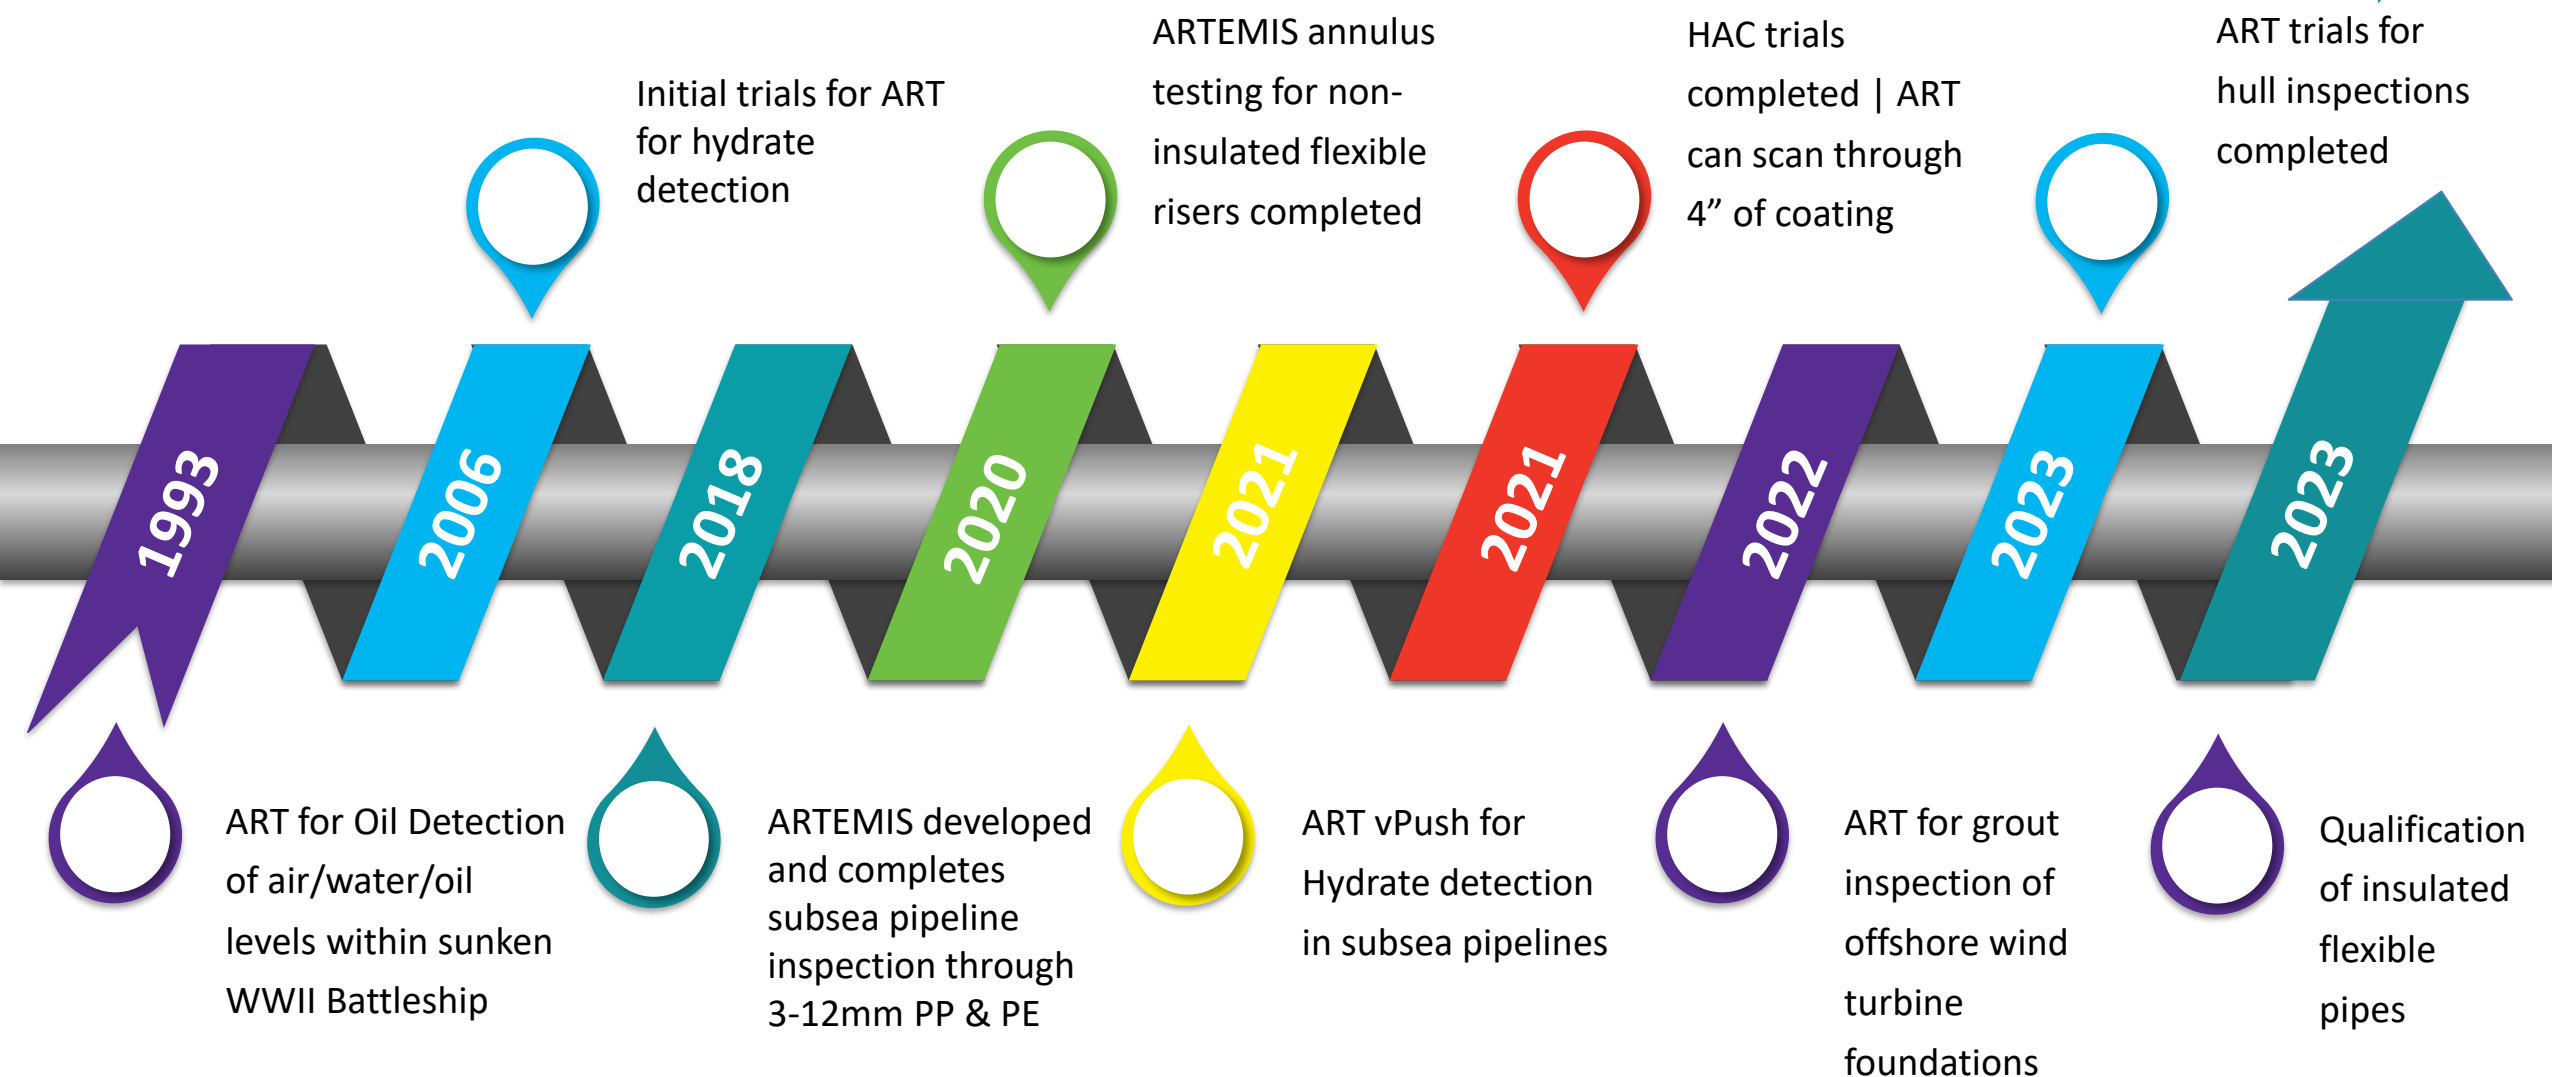 Initial trials for ART
for hydrate
detection
ARTEMIS annulus
testing for non-
insulated flexible
risers completed
HAC trials
completed | ART
can scan through
4” of coating
ART trials for
hull inspections
completed
1993
2006
2018
2020
2021
2021
2022
2023
2023
ART for Oil Detection
of air/water/oil
levels within sunken
WWII Battleship
ARTEMIS developed
and completes
subsea pipeline
inspection through
3-12mm PP & PE
ART vPush for
Hydrate detection
in subsea pipelines
ART for grout
inspection of
offshore wind
turbine
foundations
Qualification
of insulated
flexible
pipes